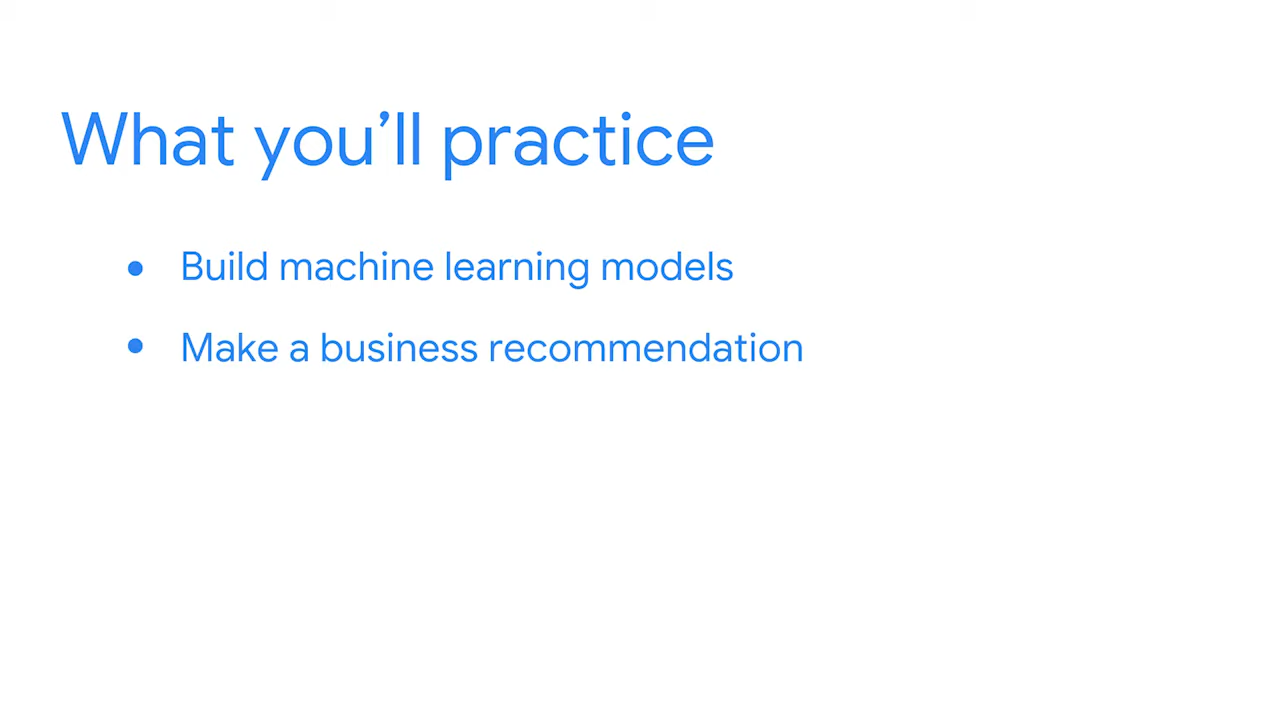 What you’ll practice
• Build machine learning models
• Make a business recommendation